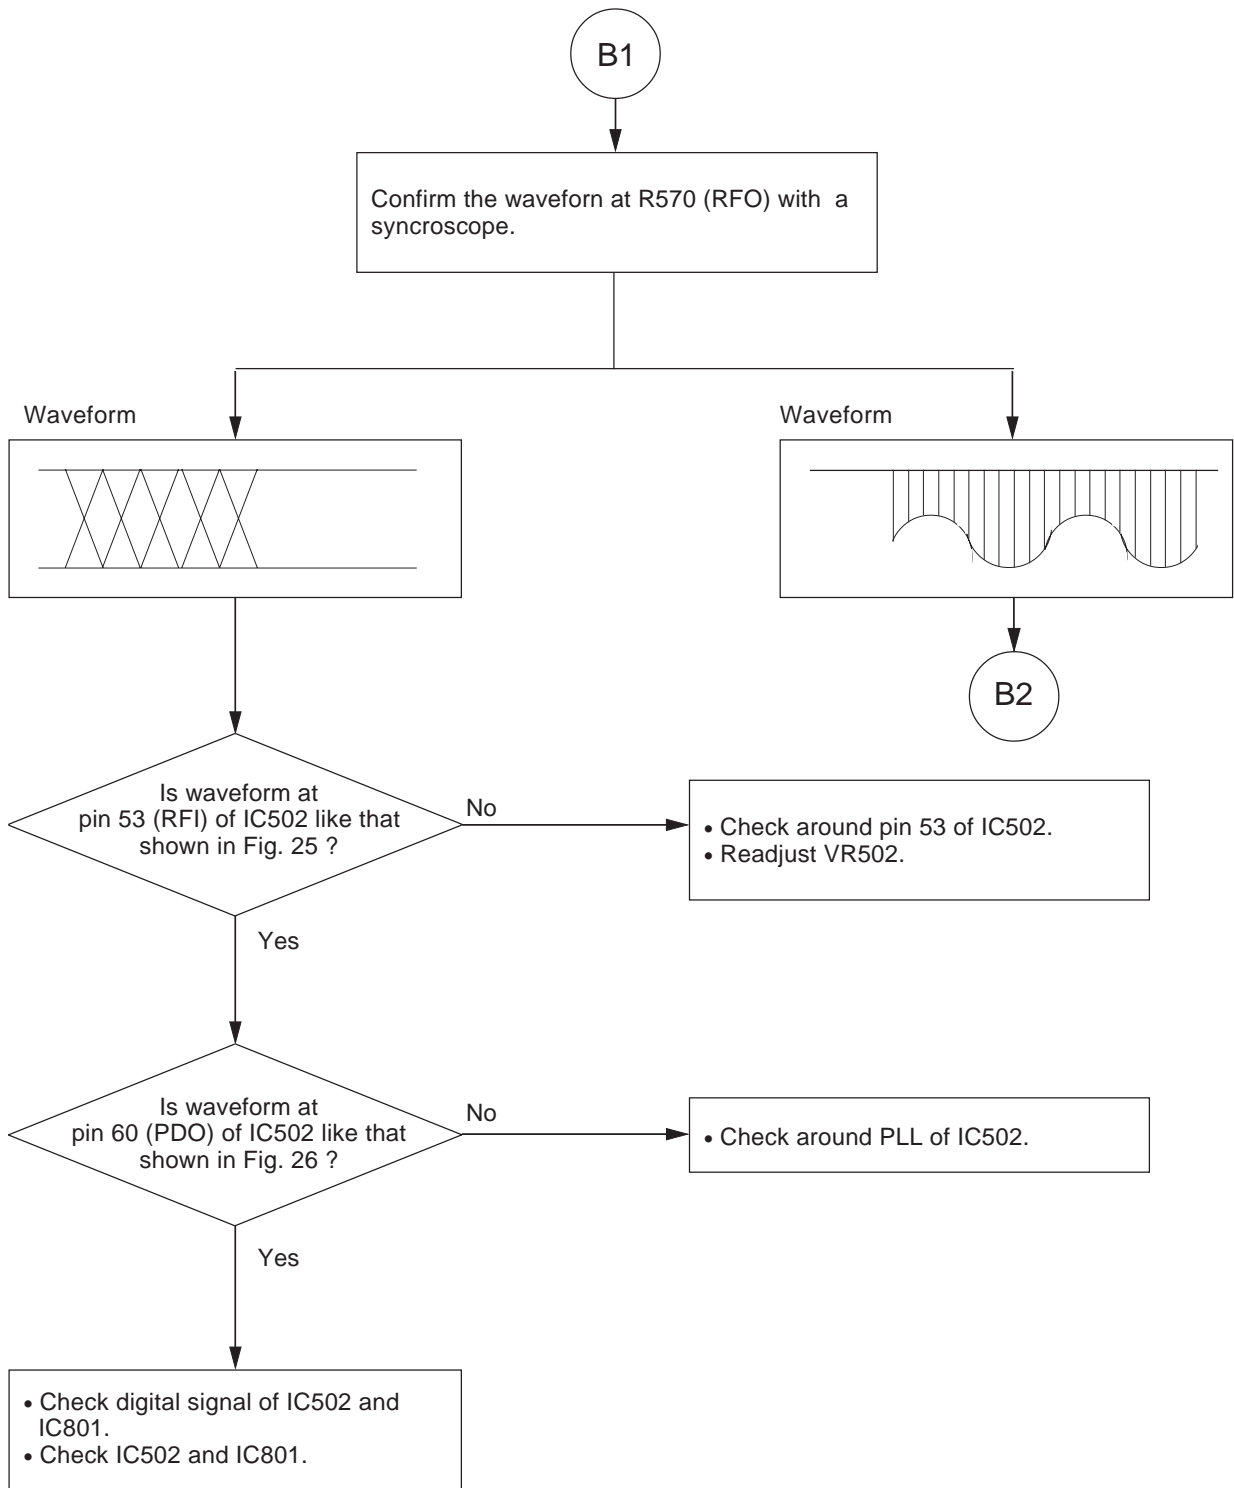 B1
Confirm the waveforn at R570 (RFO) with a
syncroscope.
Waveform
Waveform
B2
Is waveform at
pin 53 (RFI) of IC502 like that
shown in Fig. 25 ?
No
• Check around pin 53 of IC502.
• Readjust VR502.
Yes
Is waveform at
pin 60 (PDO) of IC502 like that
shown in Fig. 26 ?
No
• Check around PLL of IC502.
Yes
• Check digital signal of IC502 and
IC801.
• Check IC502 and IC801.